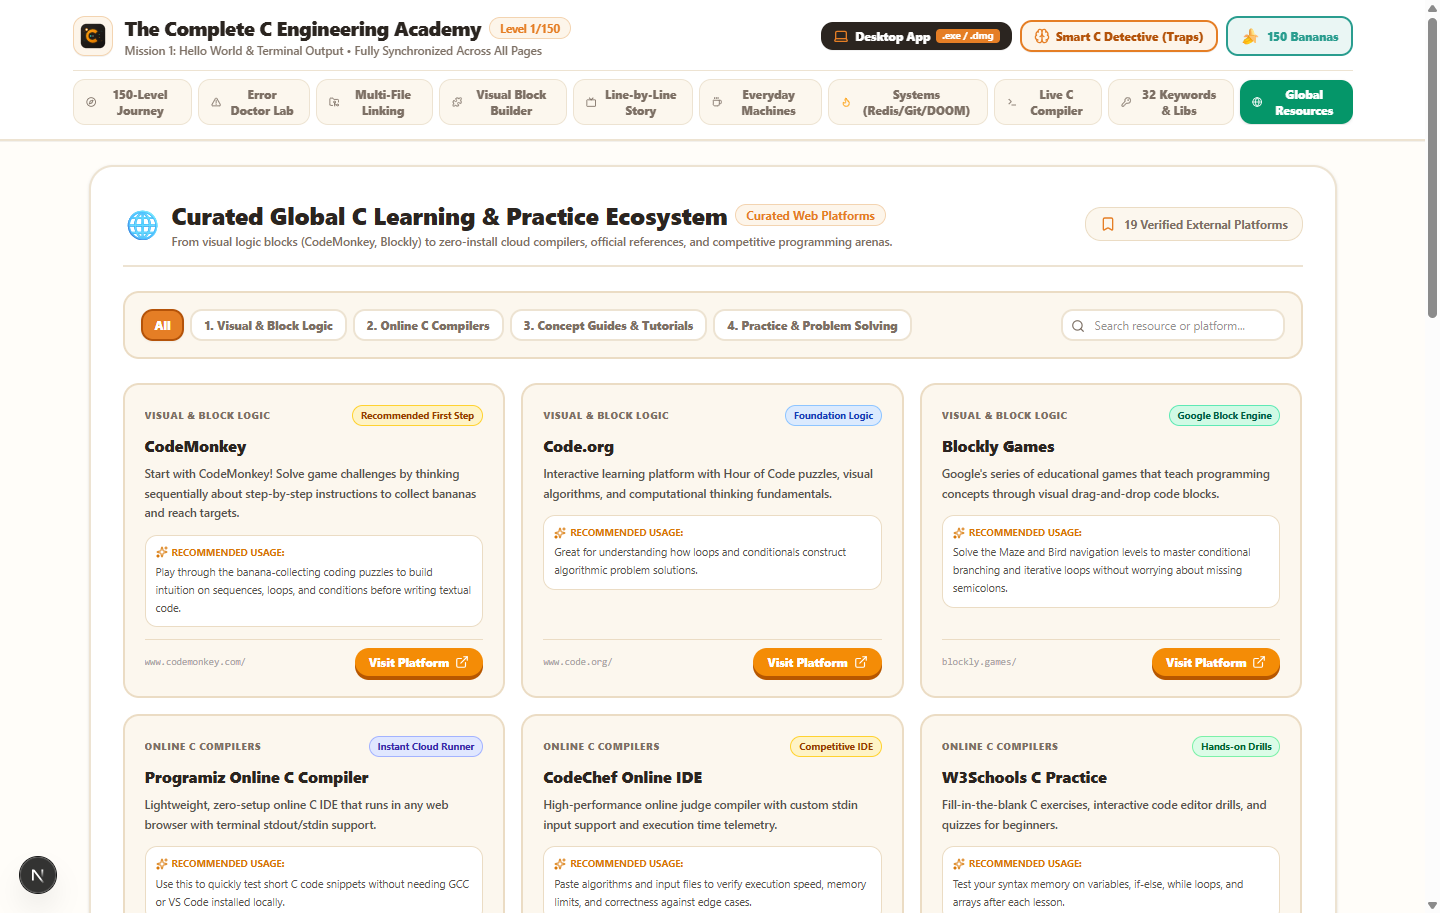 The Complete C Engineering Academy
Level 1/150
Mission 1: Hello World & Terminal Output • Fully Synchronized Across All Pages
Desktop App .exe / .dmg
Smart C Detective (Traps)
150 Bananas
150-Level Journey
Error Doctor Lab
Multi-File Linking
Visual Block Builder
Line-by-Line Story
Everyday Machines
Systems (Redis/Git/DOOM)
Live C Compiler
32 Keywords & Libs
Global Resources
Curated Global C Learning & Practice Ecosystem
Curated Web Platforms
From visual logic blocks (CodeMonkey, Blockly) to zero-install cloud compilers, official references, and competitive programming arenas.
19 Verified External Platforms
All
1. Visual & Block Logic
2. Online C Compilers
3. Concept Guides & Tutorials
4. Practice & Problem Solving
Search resource or platform...
VISUAL & BLOCK LOGIC
Recommended First Step
CodeMonkey
Start with CodeMonkey! Solve game challenges by thinking
sequentially about step-by-step instructions to collect bananas
and reach targets.
RECOMMENDED USAGE:
Play through the banana-collecting coding puzzles to build
intuition on sequences, loops, and conditions before writing textual
code.
www.codemonkey.com/
Visit Platform
VISUAL & BLOCK LOGIC
Foundation Logic
Code.org
Interactive learning platform with Hour of Code puzzles, visual
algorithms, and computational thinking fundamentals.
RECOMMENDED USAGE:
Great for understanding how loops and conditionals construct
algorithmic problem solutions.
www.code.org/
Visit Platform
VISUAL & BLOCK LOGIC
Google Block Engine
Blockly Games
Google's series of educational games that teach programming
concepts through visual drag-and-drop code blocks.
RECOMMENDED USAGE:
Solve the Maze and Bird navigation levels to master conditional
branching and iterative loops without worrying about missing
semicolons.
blockly.games/
Visit Platform
ONLINE C COMPILERS
Instant Cloud Runner
Programiz Online C Compiler
Lightweight, zero-setup online C IDE that runs in any web
browser with terminal stdout/stdin support.
RECOMMENDED USAGE:
Use this to quickly test short C code snippets without needing GCC
or VS Code installed locally.
ONLINE C COMPILERS
Competitive IDE
CodeChef Online IDE
High-performance online judge compiler with custom stdin
input support and execution time telemetry.
RECOMMENDED USAGE:
Paste algorithms and input files to verify execution speed, memory
limits, and correctness against edge cases.
ONLINE C COMPILERS
Hands-on Drills
W3Schools C Practice
Fill-in-the-blank C exercises, interactive code editor drills, and
quizzes for beginners.
RECOMMENDED USAGE:
Test your syntax memory on variables, if-else, while loops, and
arrays after each lesson.